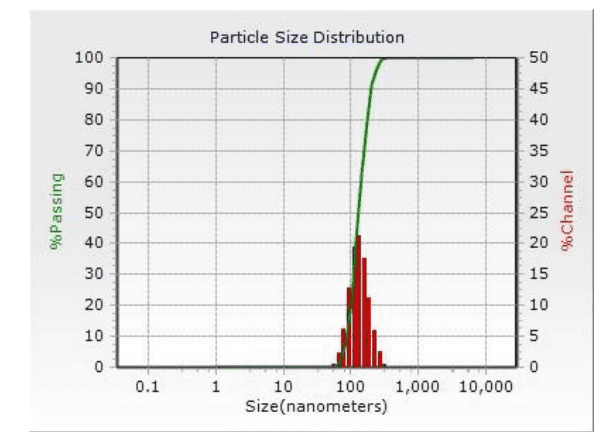 Particle Size Distribution
100 50
90 45
80 40
70 35
60 30
50 25
40 20
30 15
20 10
10 5
0 0
%Passing
%Channel
0.1 1 10 100 1,000 10,000
Size(nanometers)